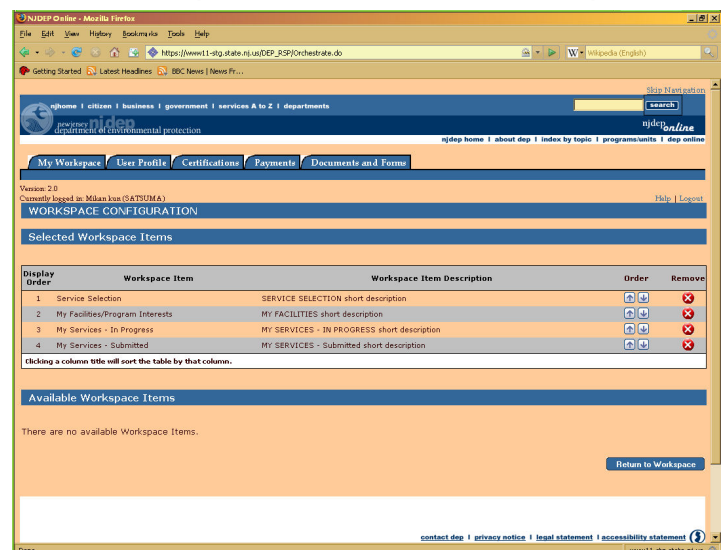 NJDEP Online - Mozilla Firefox
File Edit View History Bookmarks Tools Help
https://www11-stg.state.nj.us/DEP_RSP/Orchestrate.do
W Wikipedia (English)
Getting Started Latest Headlines BBC News | News Fr...
Skip Navigation
njhome | citizen | business | government | services A to Z | departments
search
newjersey njdep
department of environmental protection
njdep online
njdep home | about dep | index by topic | programs/units | dep online
My Workspace User Profile Certifications Payments Documents and Forms
Version: 2.0
Currently logged in: Mikan kun (SATSUMA)
Help | Logout
WORKSPACE CONFIGURATION
Selected Workspace Items
Display Order Workspace Item Workspace Item Description Order Remove
1 Service Selection SERVICE SELECTION short description
2 My Facilities/Program Interests MY FACILITIES short description
3 My Services - In Progress MY SERVICES - IN PROGRESS short description
4 My Services - Submitted MY SERVICES - Submitted short description
Clicking a column title will sort the table by that column.
Available Workspace Items
There are no available Workspace Items.
Return to Workspace
contact dep | privacy notice | legal statement | accessibility statement
Done www11-stg.state.nj.us